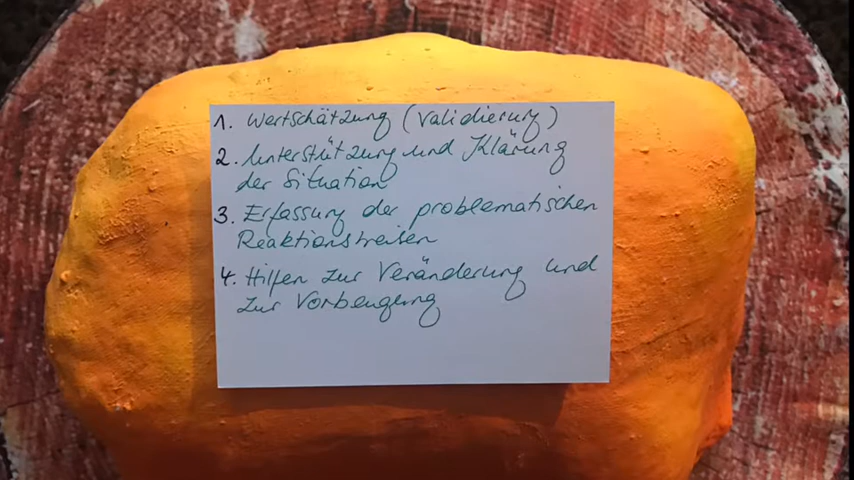 1. Wertschätzung (Validierung)
2. Unterstützung und Klärung
der Situation
3. Erfassung der problematischen
Reaktionsweisen
4. Hilfen zur Veränderung und
zur Vorbeugung